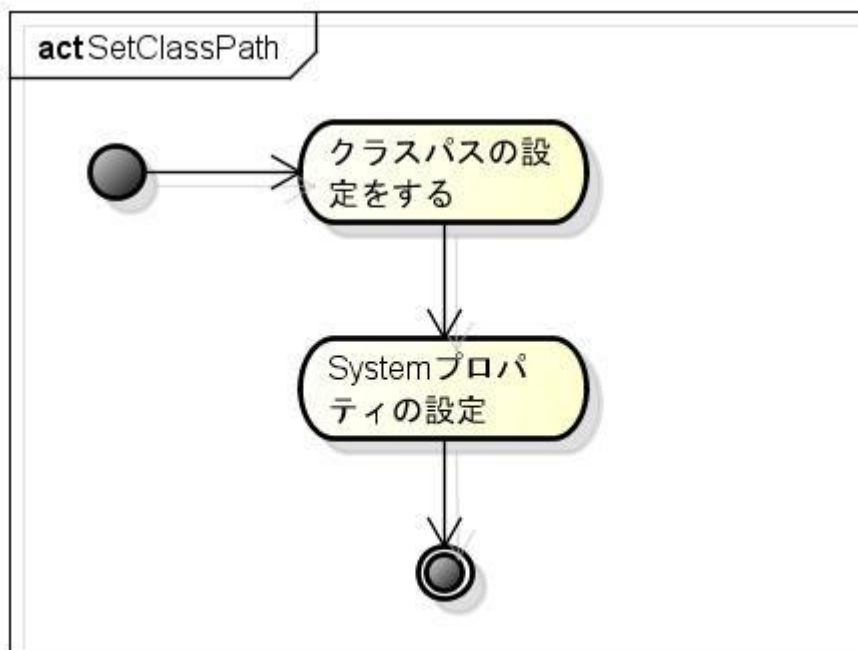 act SetClassPath
クラスパスの設
定をする
Systemプロパ
ティの設定